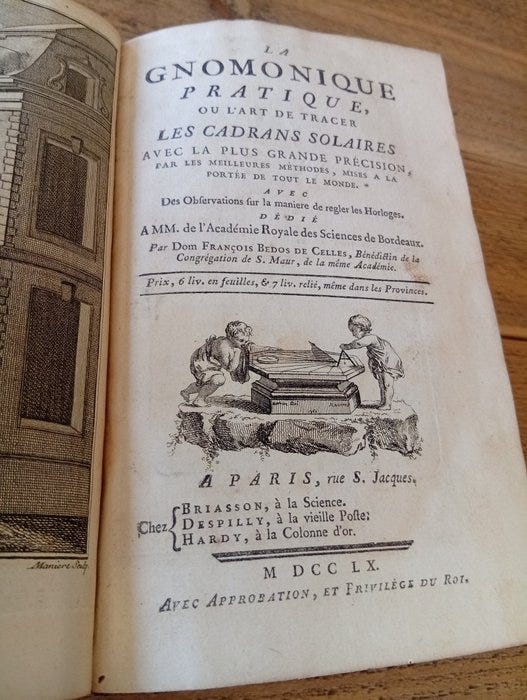 LA
GNOMONIQUE
PRATIQUE,
OU L'ART DE TRACER
LES CADRANS SOLAIRES
AVEC LA PLUS GRANDE PRÉCISION,
PAR LES MEILLEURES MÉTHODES, MISES A LA
PORTÉE DE TOUT LE MONDE. *
AVEC
Des Observations sur la maniere de regler les Horloges.
DÉDIÉ
A MM. de l'Académie Royale des Sciences de Bordeaux.
Par Dom FRANÇOIS BEDOS DE CELLES, Bénédictin de la
Congrégation de S. Maur, de la même Académie.
Prix, 6 liv. en feuilles, & 7 liv. relié, même dans les Provinces.
A PARIS, rue S. Jacques,
Chez
BRIASSON, à la Science.
DESPILLY, à la vieille Poste;
HARDY, à la Colonne d'or.
M DCC LX.
AVEC APPROBATION, ET PRIVILÉGE DU ROI.
Maniere Sculp.